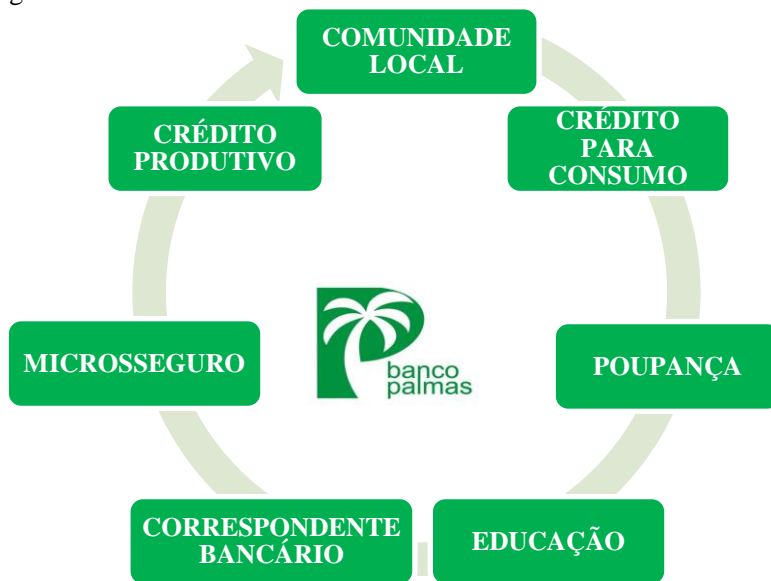 COMUNIDADE
LOCAL
CRÉDITO
PARA
CONSUMO
POUPANÇA
EDUCAÇÃO
CORRESPONDENTE
BANCÁRIO
MICROSSEGURO
CRÉDITO
PRODUTIVO
banco
palmas